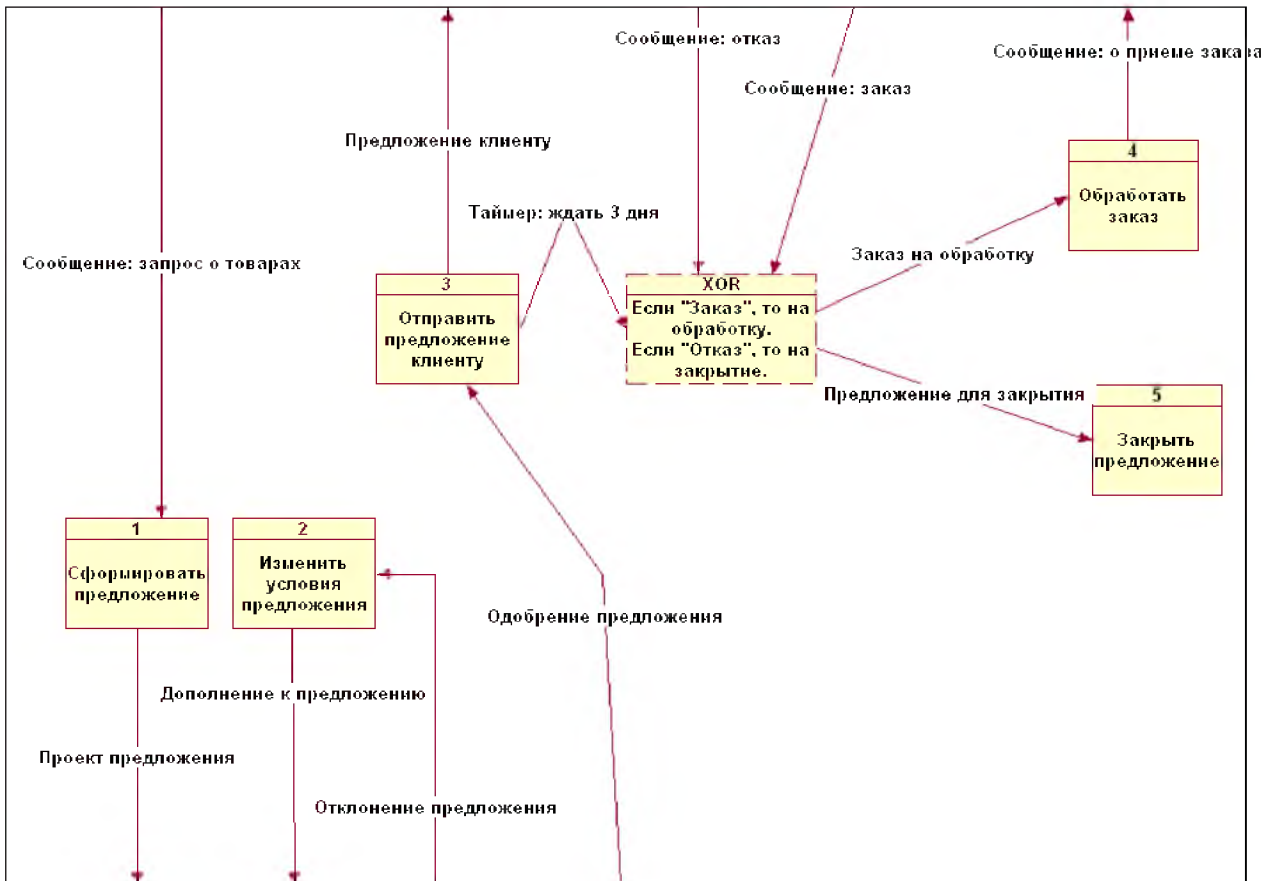 Сообщение: отказ
Сообщение: о приеме заказа
Сообщение: заказ
Предложение клиенту
4
Обработать
заказ
Таймер: ждать 3 дня
Заказ на обработку
Сообщение: запрос о товарах
3
Отправить
предложение
клиенту
XOR
Если "Заказ", то на
обработку.
Если "Отказ", то на
закрытие.
Предложение для закрытия
5
Закрыть
предложение
1
Сформировать
предложение
2
Изменить
условия
предложения
Одобрение предложения
Дополнение к предложению
Проект предложения
Отклонение предложения